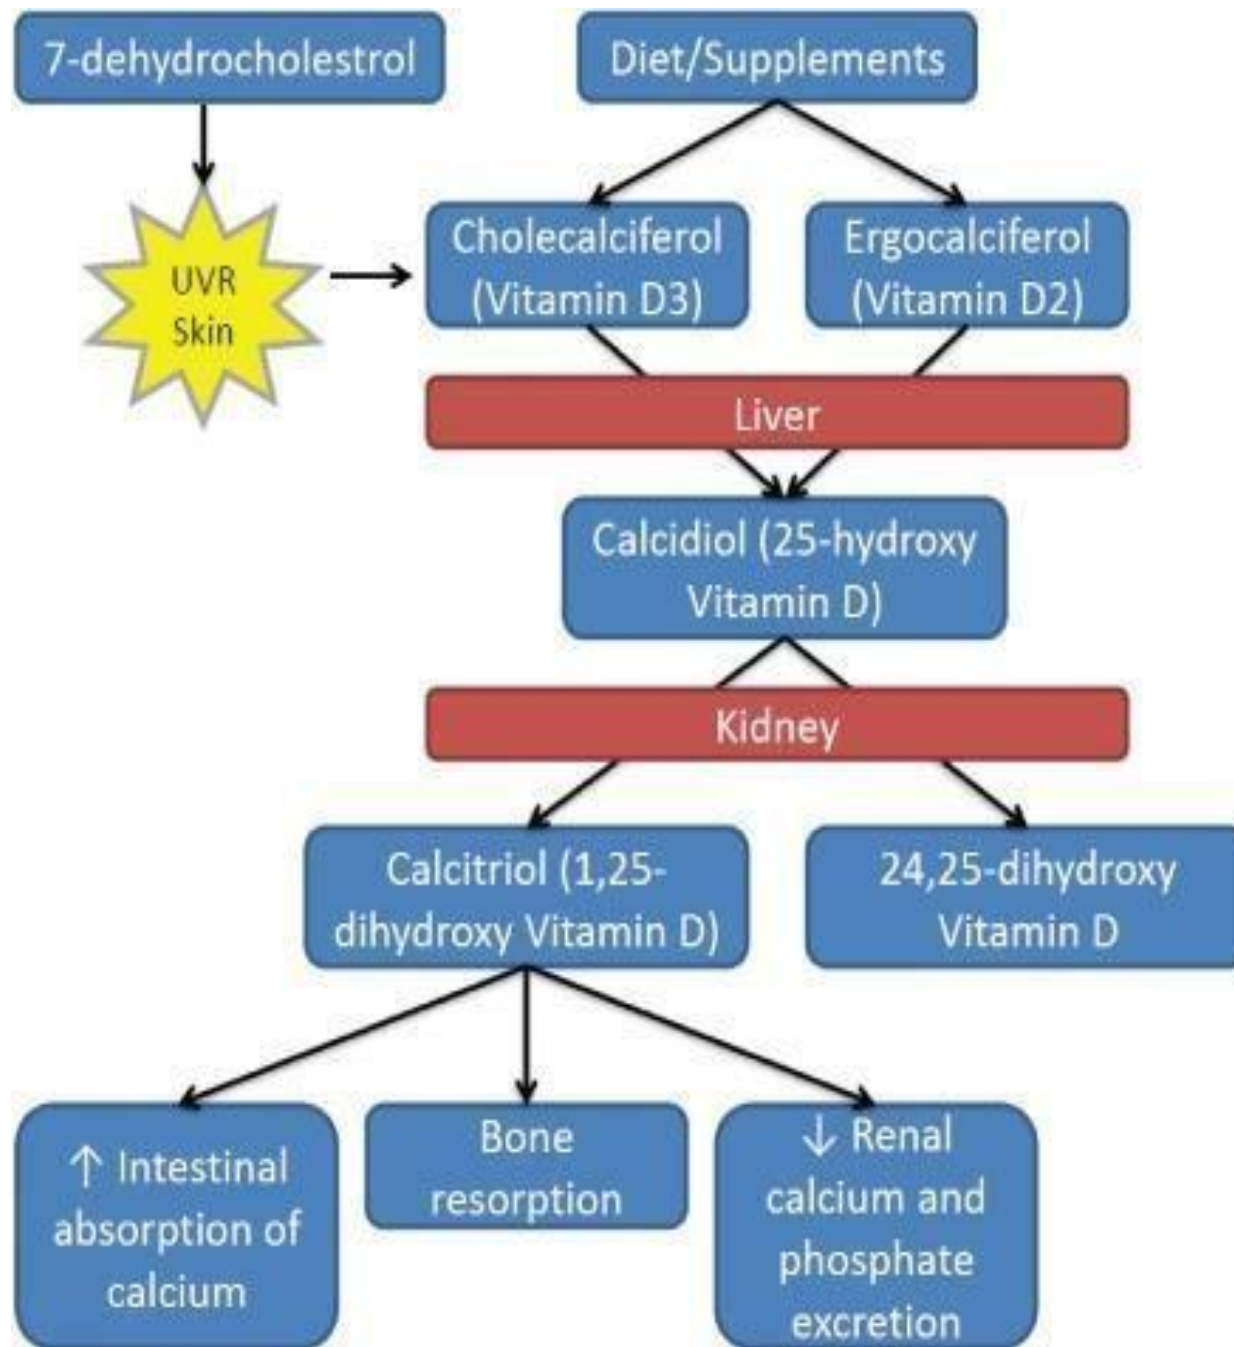 7-dehydrocholestrol
Diet/Supplements
UVR
Skin
Cholecalciferol
(Vitamin D3)
Ergocalciferol
(Vitamin D2)
Liver
Calcidiol (25-hydroxy
Vitamin D)
Kidney
Calcitriol (1,25-
dihydroxy Vitamin D)
24,25-dihydroxy
Vitamin D
↑ Intestinal
absorption of
calcium
Bone
resorption
↓ Renal
calcium and
phosphate
excretion